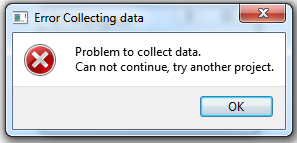 Error Collecting data
Problem to collect data.
Can not continue, try another project.
OK